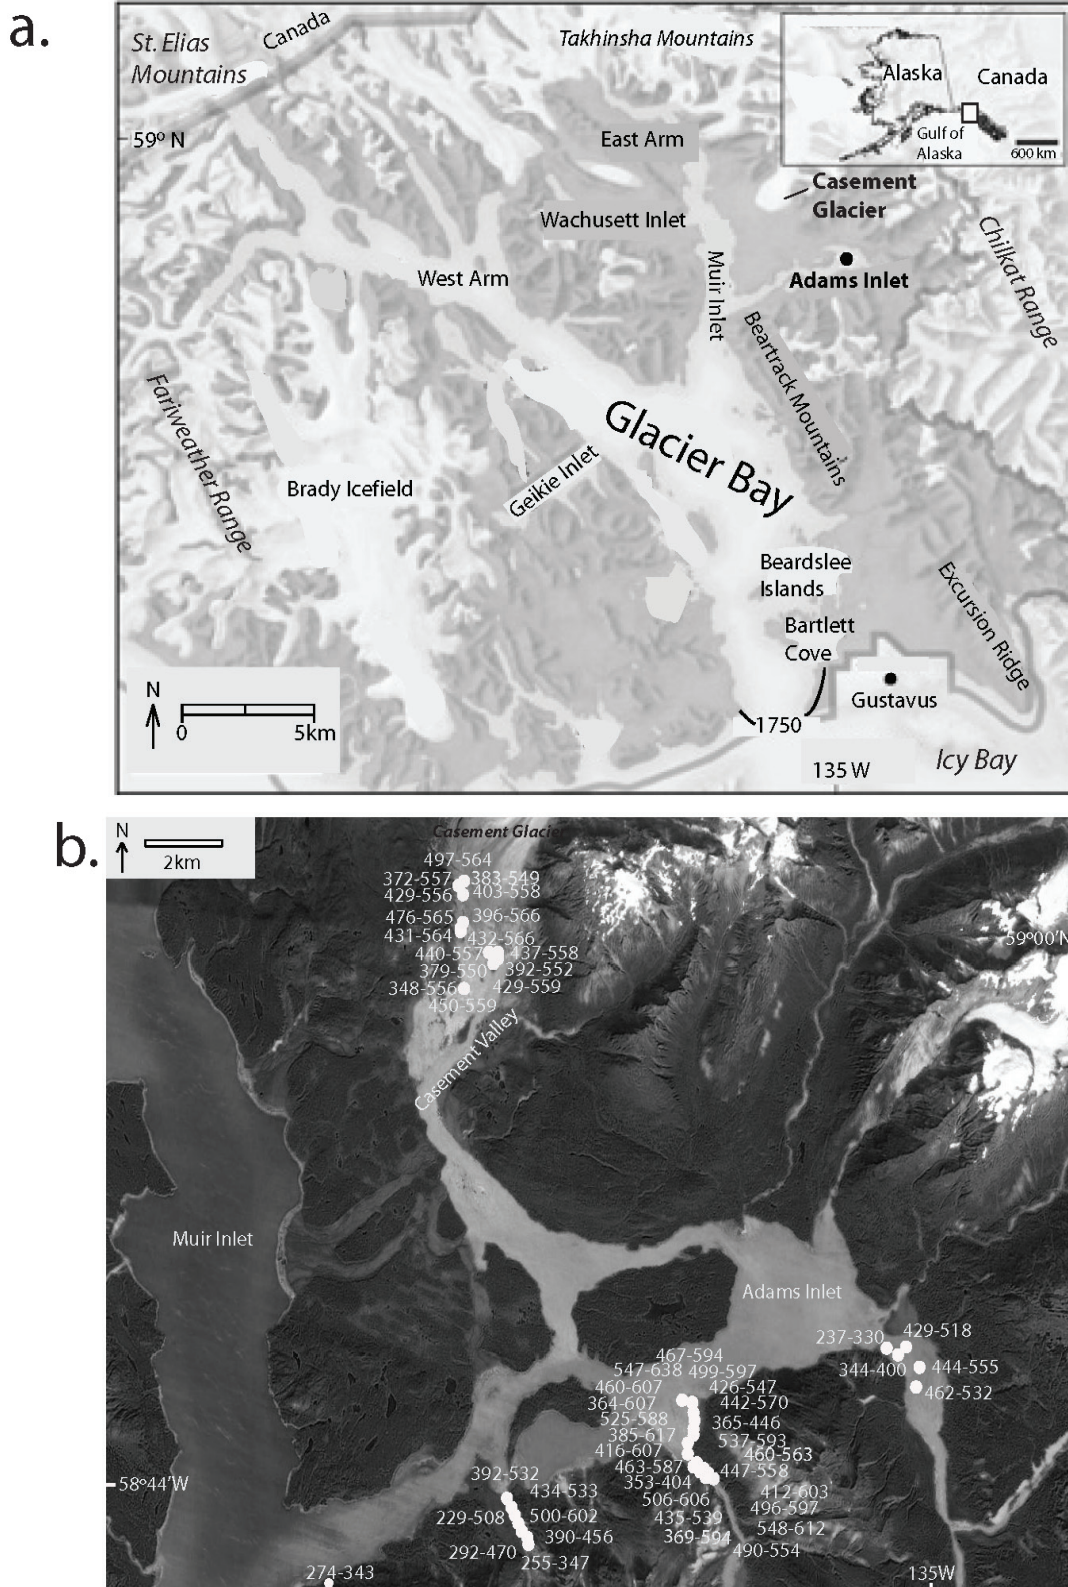 a.
St. Elias
Mountains
Canada
Takhinsha Mountains
Alaska
Canada
Gulf of
Alaska
600 km
59º N
East Arm
Casement
Glacier
Wachusett Inlet
Chilkat Range
Muir Inlet
West Arm
Adams Inlet
Beartrack Mountains
Fariweather Range
Glacier Bay
Geikie Inlet
Brady Icefield
Beardslee
Islands
Excursion Ridge
Bartlett
Cove
Gustavus
N
0
5km
1750
135 W
Icy Bay
b.
N
2km
Casement Glacie
497-564
372-557
383-549
429-556
403-558
476-565
396-566
431-564
432-566
59º00'N
440-557
437-558
379-550
392-552
348-556
429-559
450-559
Casement Valley
Muir Inlet
Adams Inlet
237-330
429-518
344-400
444-555
462-532
467-594
547-638
499-597
460-607
426-547
364-607
442-570
525-588
365-446
385-617
537-593
416-607
460-563
463-587
447-558
353-404
412-603
506-606
496-597
435-539
548-612
369-594
490-554
58º44'W
392-532
434-533
229-508
500-602
390-456
292-470
255-347
274-343
135W